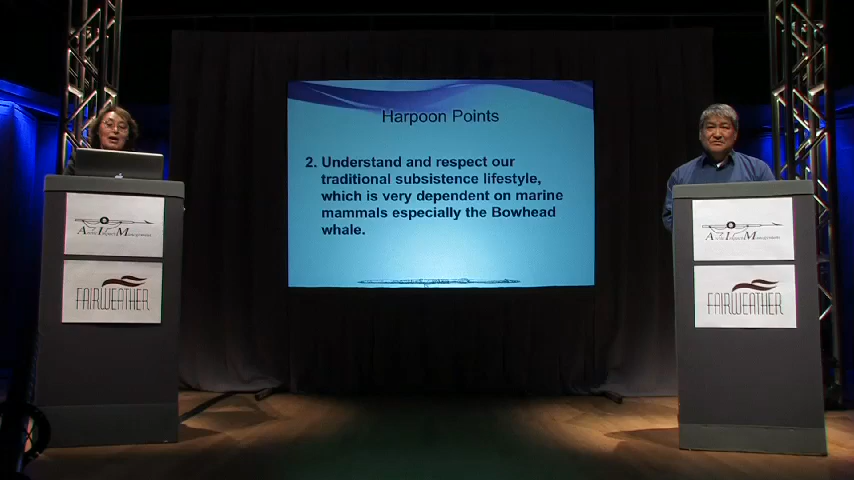 Harpoon Points
2. Understand and respect our
traditional subsistence lifestyle,
which is very dependent on marine
mammals especially the Bowhead
whale.
FAIRWEATHER
FAIRWEATHER